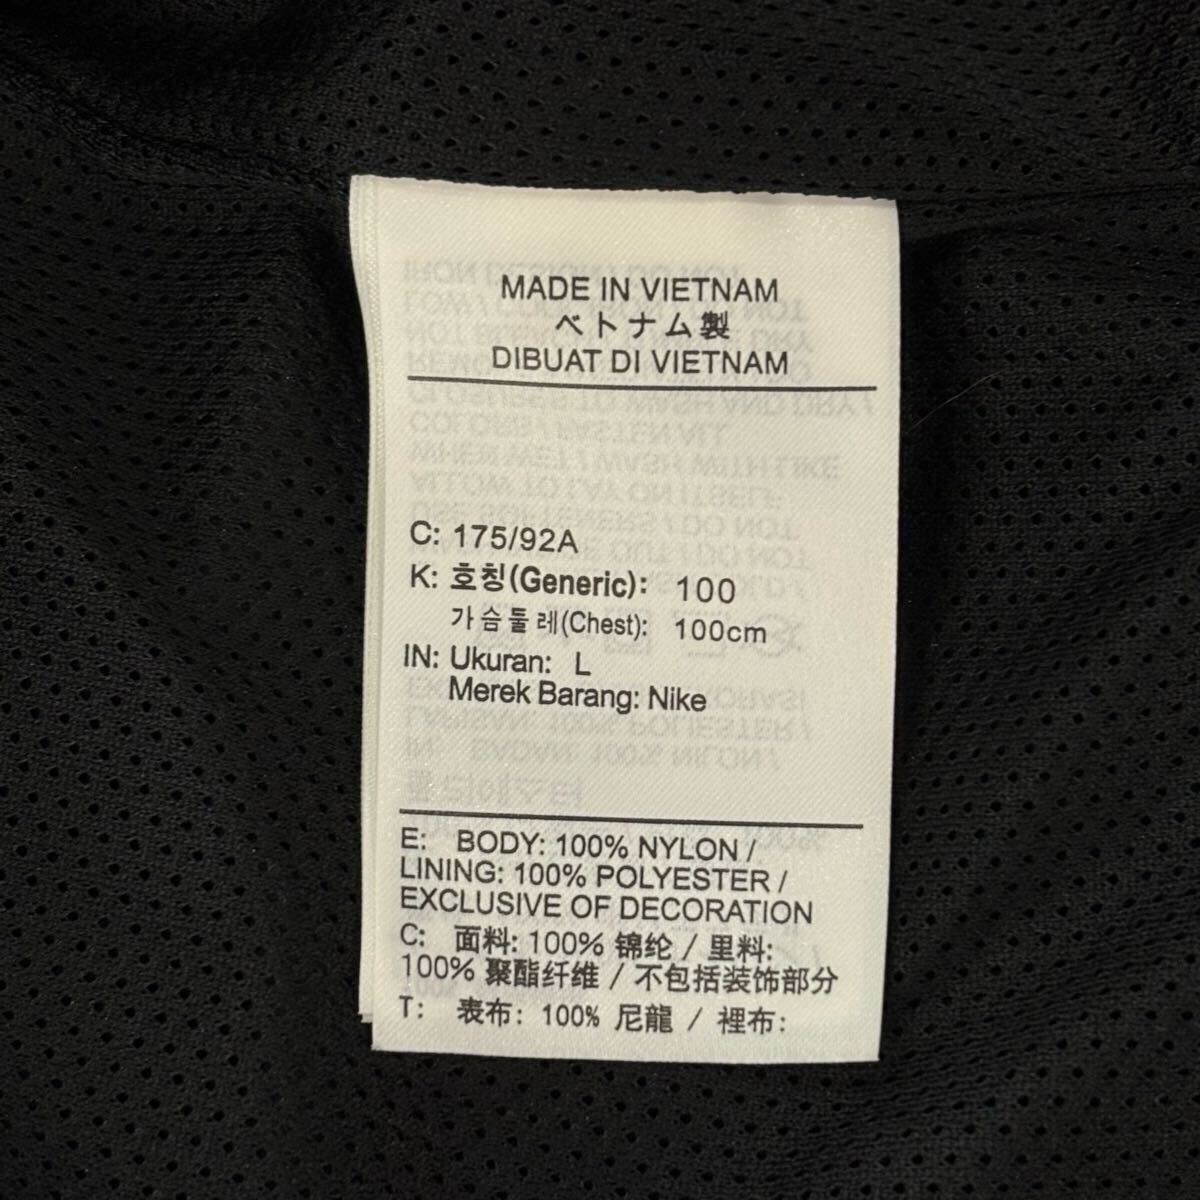 MADE IN VIETNAM
ベトナム製
DIBUAT DI VIETNAM
C: 175/92A
K: 호칭(Generic): 100
가슴둘레(Chest): 100cm
IN: Ukuran: L
Merek Barang: Nike
E: BODY: 100% NYLON /
LINING: 100% POLYESTER /
EXCLUSIVE OF DECORATION
C: 面料: 100% 锦纶 / 里料:
100% 聚酯纤维 / 不包括装饰部分
T: 表布: 100% 尼龍 / 裡布: